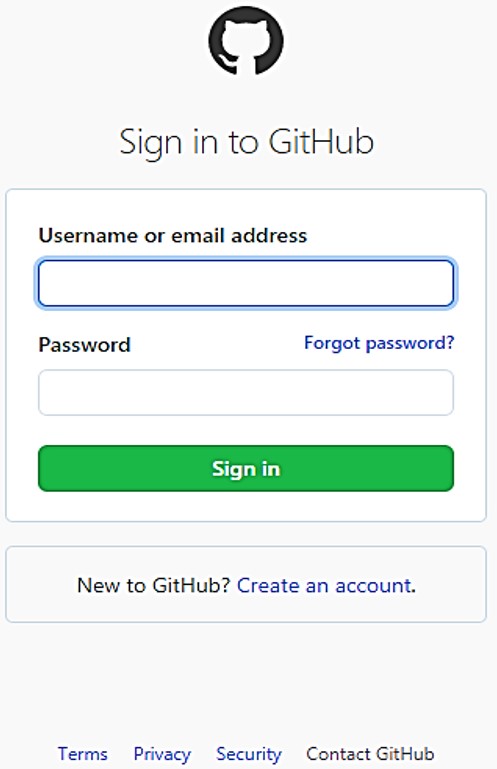 Sign in to GitHub
Username or email address
Password Forgot password?
Sign in
New to GitHub? Create an account.
Terms Privacy Security Contact GitHub